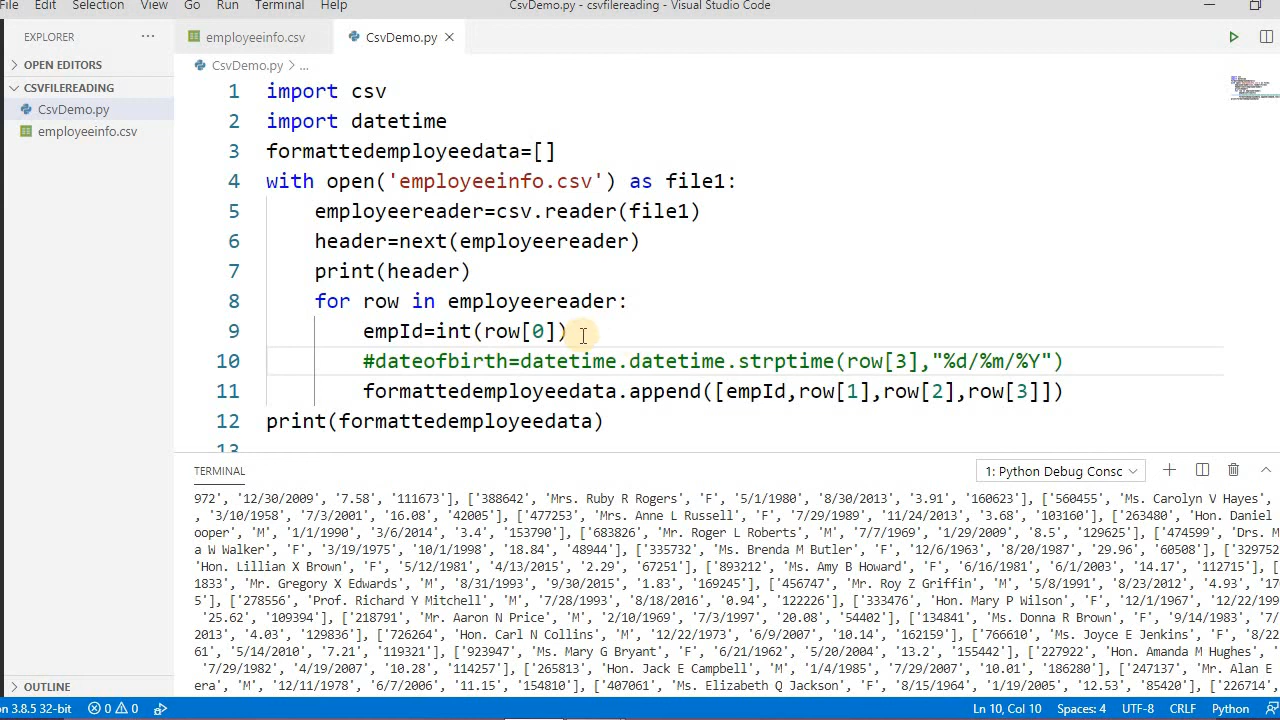 File Edit Selection View Go Run Terminal Help CsvDemo.py - csvfilereading - Visual Studio Code
EXPLORER ··· employeeinfo.csv CsvDemo.py
OPEN EDITORS CsvDemo.py > ...
CSVFILEREADING
CsvDemo.py
employeeinfo.csv
1 import csv
2 import datetime
3 formattedemployeedata=[]
4 with open('employeeinfo.csv') as file1:
5 employeereader=csv.reader(file1)
6 header=next(employeereader)
7 print(header)
8 for row in employeereader:
9 empId=int(row[0])
10 #dateofbirth=datetime.datetime.strptime(row[3],"%d/%m/%Y")
11 formattedemployeedata.append([empId,row[1],row[2],row[3]])
12 print(formattedemployeedata)
13
TERMINAL 1: Python Debug Consc
972', '12/30/2009', '7.58', '111673'], ['388642', 'Mrs. Ruby R Rogers', 'F', '5/1/1980', '8/30/2013', '3.91', '160623'], ['560455', 'Ms. Carolyn V Hayes',
, '3/10/1958', '7/3/2001', '16.08', '42005'], ['477253', 'Mrs. Anne L Russell', 'F', '7/29/1989', '11/24/2013', '3.68', '103160'], ['263480', 'Hon. Daniel
ooper', 'M', '1/1/1990', '3/6/2014', '3.4', '153790'], ['683826', 'Mr. Roger L Roberts', 'M', '7/7/1969', '1/29/2009', '8.5', '129625'], ['474599', 'Drs. M
a W Walker', 'F', '3/19/1975', '10/1/1998', '18.84', '48944'], ['335732', 'Ms. Brenda M Butler', 'F', '12/6/1963', '8/20/1987', '29.96', '60508'], ['329752
'Hon. Lillian X Brown', 'F', '5/12/1981', '4/13/2015', '2.29', '67251'], ['893212', 'Ms. Amy B Howard', 'F', '6/16/1981', '6/1/2003', '14.17', '112715'], [
1833', 'Mr. Gregory X Edwards', 'M', '8/31/1993', '9/30/2015', '1.83', '169245'], ['456747', 'Mr. Roy Z Griffin', 'M', '5/8/1991', '8/23/2012', '4.93', '17
5'], ['278556', 'Prof. Richard Y Mitchell', 'M', '7/28/1993', '8/18/2016', '0.94', '122226'], ['333476', 'Hon. Mary P Wilson', 'F', '12/1/1967', '12/22/199
'25.62', '109394'], ['218791', 'Mr. Aaron N Price', 'M', '2/10/1969', '7/3/1997', '20.08', '54402'], ['134841', 'Ms. Donna R Brown', 'F', '9/14/1983', '7/
2013', '4.03', '129836'], ['726264', 'Hon. Carl N Collins', 'M', '12/22/1973', '6/9/2007', '10.14', '162159'], ['766610', 'Ms. Joyce E Jenkins', 'F', '8/22
61', '5/14/2010', '7.21', '119321'], ['923947', 'Ms. Mary G Bryant', 'F', '6/21/1962', '5/20/2004', '13.2', '155442'], ['227922', 'Hon. Amanda M Hughes',
'7/29/1982', '4/19/2007', '10.28', '114257'], ['265813', 'Hon. Jack E Campbell', 'M', '1/4/1985', '7/29/2007', '10.01', '186280'], ['247137', 'Mr. Alan E
era', 'M', '12/11/1978', '6/7/2006', '11.15', '154810'], ['407061', 'Ms. Elizabeth Q Jackson', 'F', '8/15/1964', '1/19/2005', '12.53', '85420'], ['226714',
OUTLINE
n 3.8.5 32-bit 0 0 Ln 10, Col 10 Spaces: 4 UTF-8 CRLF Python